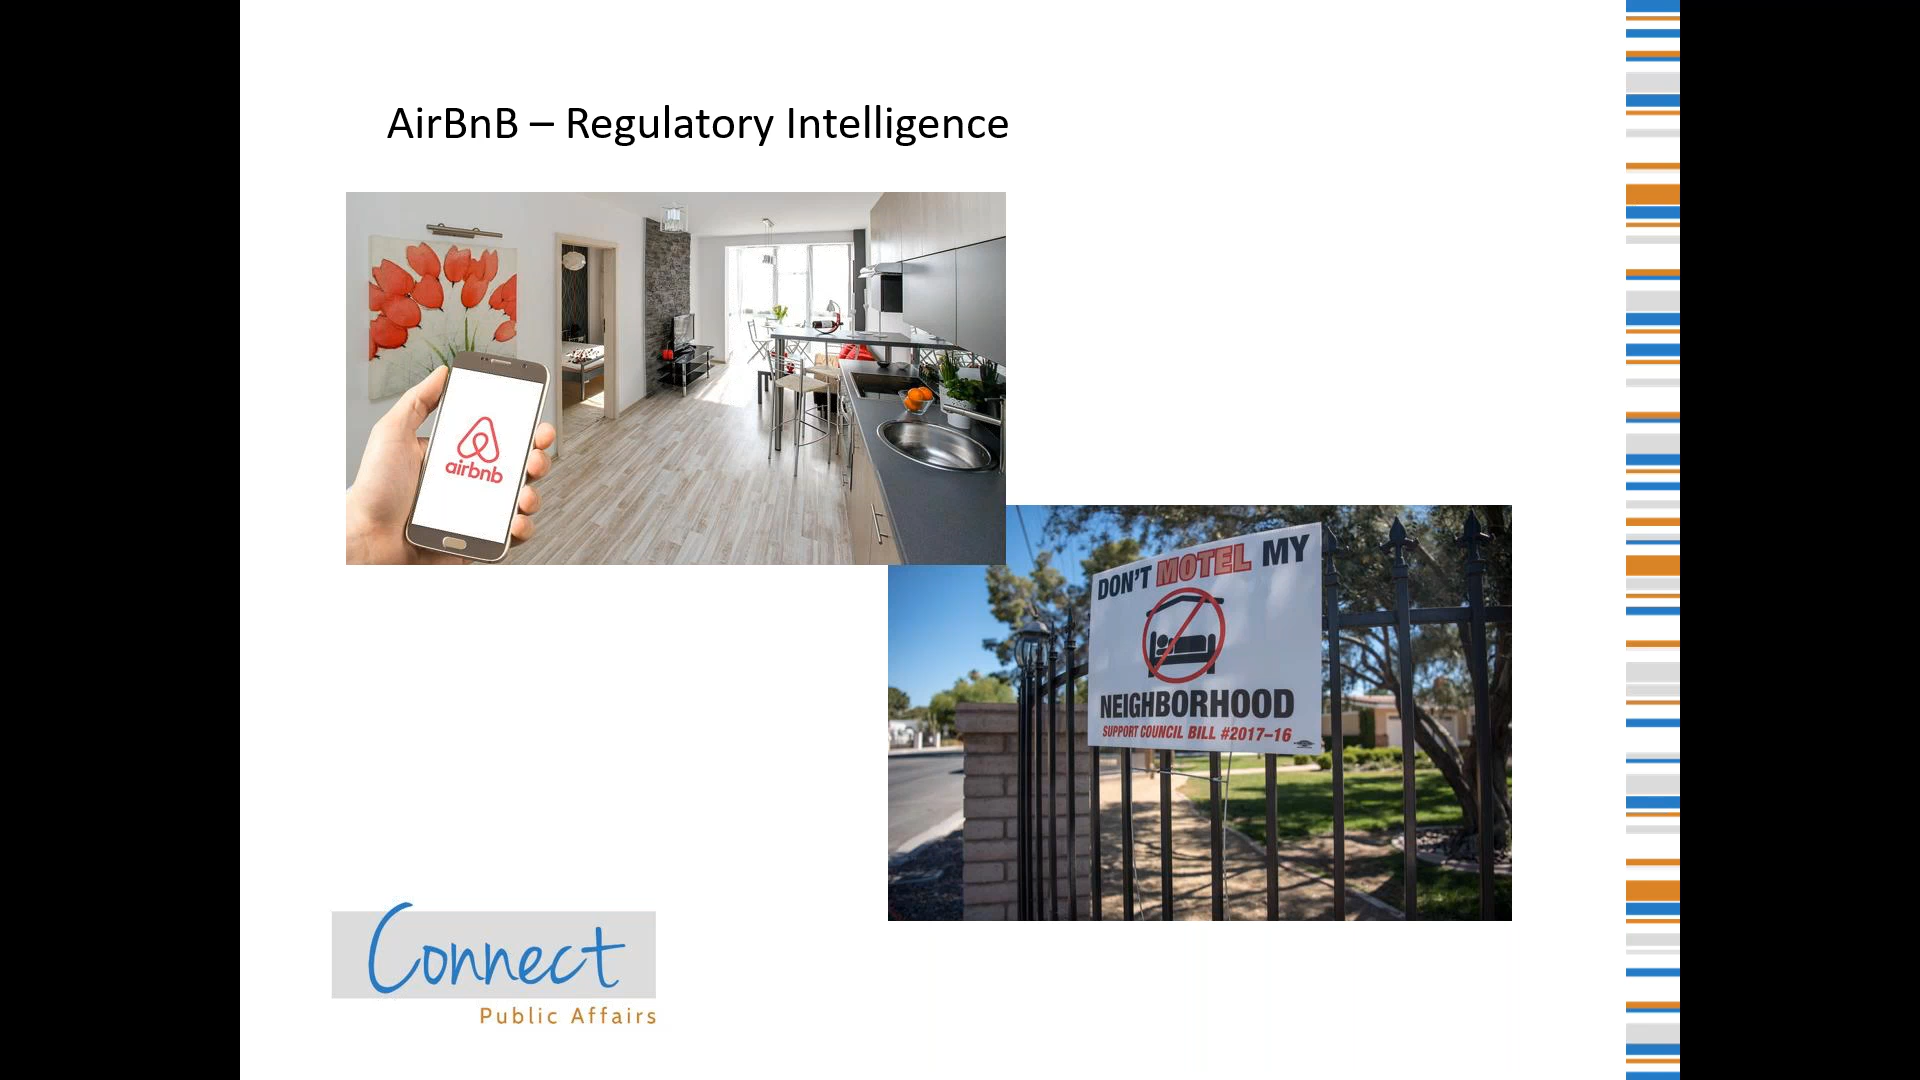 AirBnB – Regulatory Intelligence
airbnb
DON'T MOTEL MY
NEIGHBORHOOD
SUPPORT COUNCIL BILL #2017-16
Connect
Public Affairs